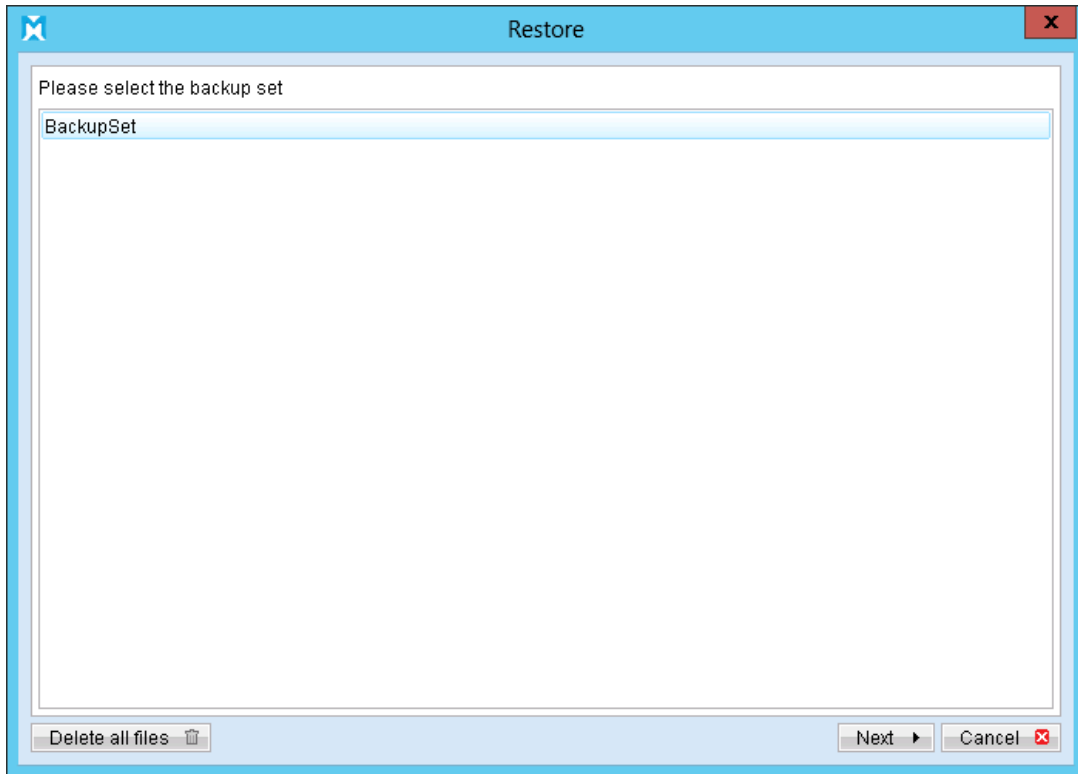 Restore
x
Please select the backup set
BackupSet
Delete all files
Next
Cancel